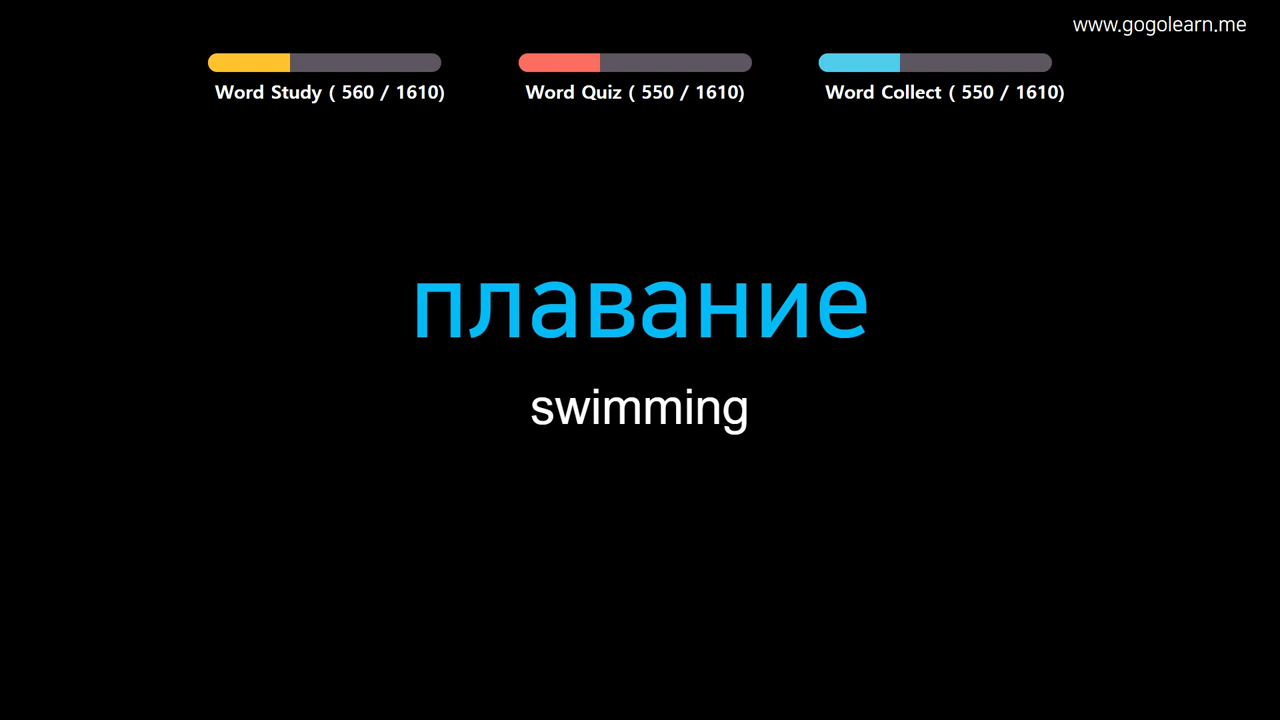 www.gogolearn.me
Word Study ( 560 / 1610)
Word Quiz ( 550 / 1610)
Word Collect ( 550 / 1610)
плавание
swimming